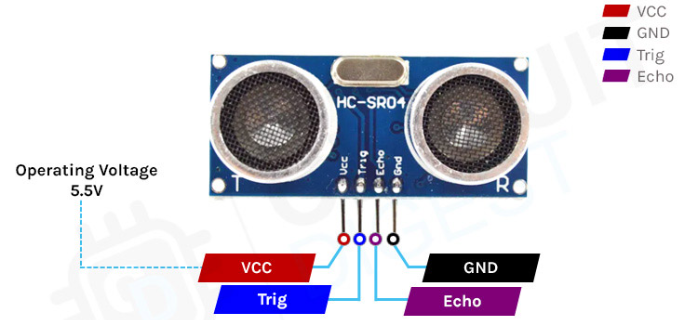 VCC
GND
Trig
Echo
HC-SR04
Vcc
Trig
Echo
Gnd
T
R
Operating Voltage
5.5V
VCC
GND
Trig
Echo